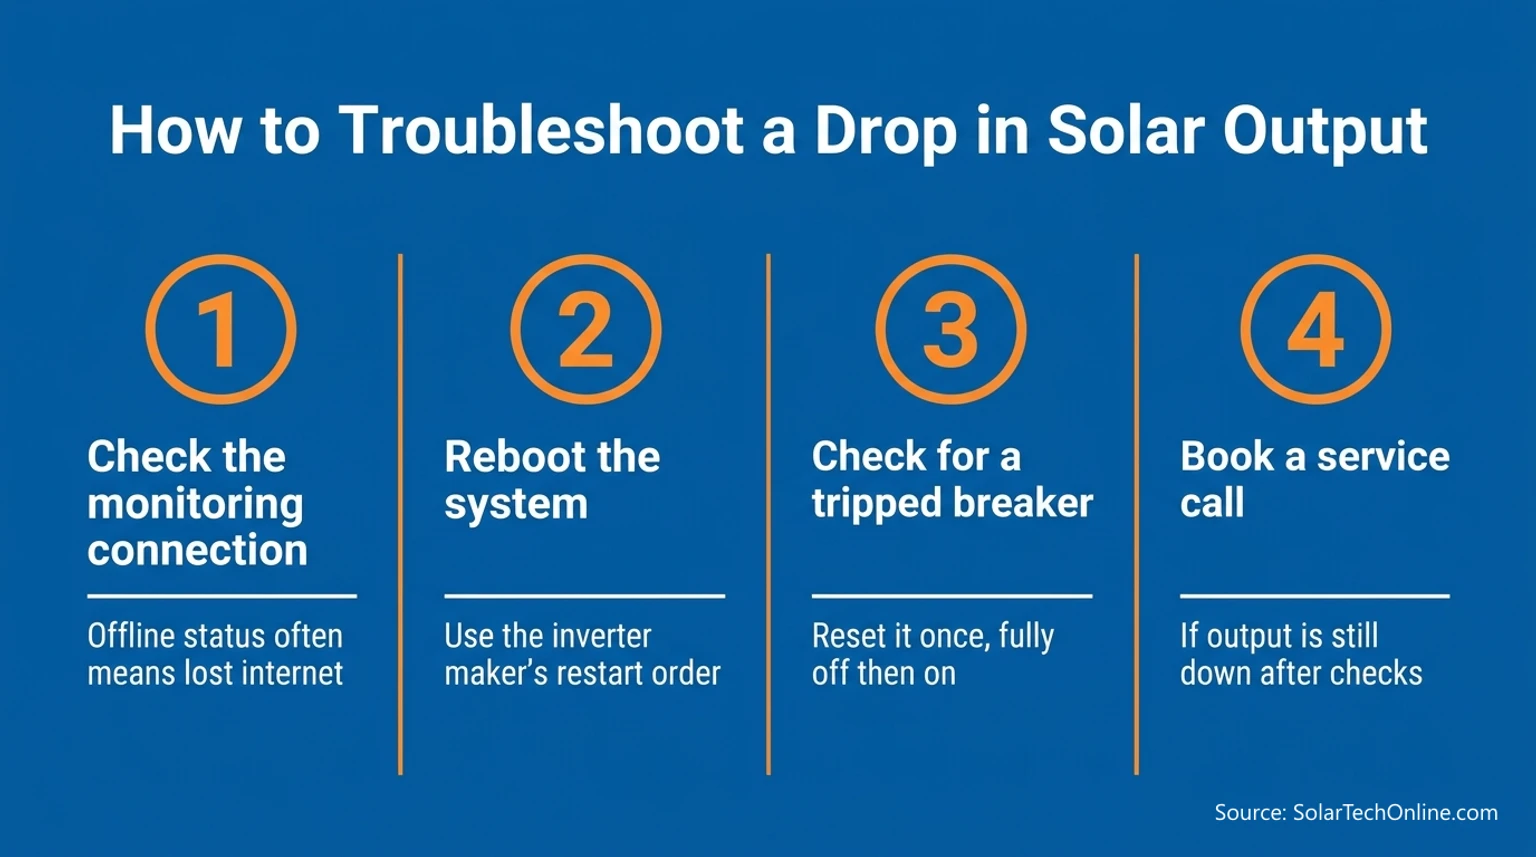 How to Troubleshoot a Drop in Solar Output
1
Check the
monitoring
connection
Offline status often
means lost internet
2
Reboot the
system
Use the inverter
maker’s restart order
3
Check for a
tripped breaker
Reset it once, fully
off then on
4
Book a service
call
If output is still
down after checks
Source: SolarTechOnline.com